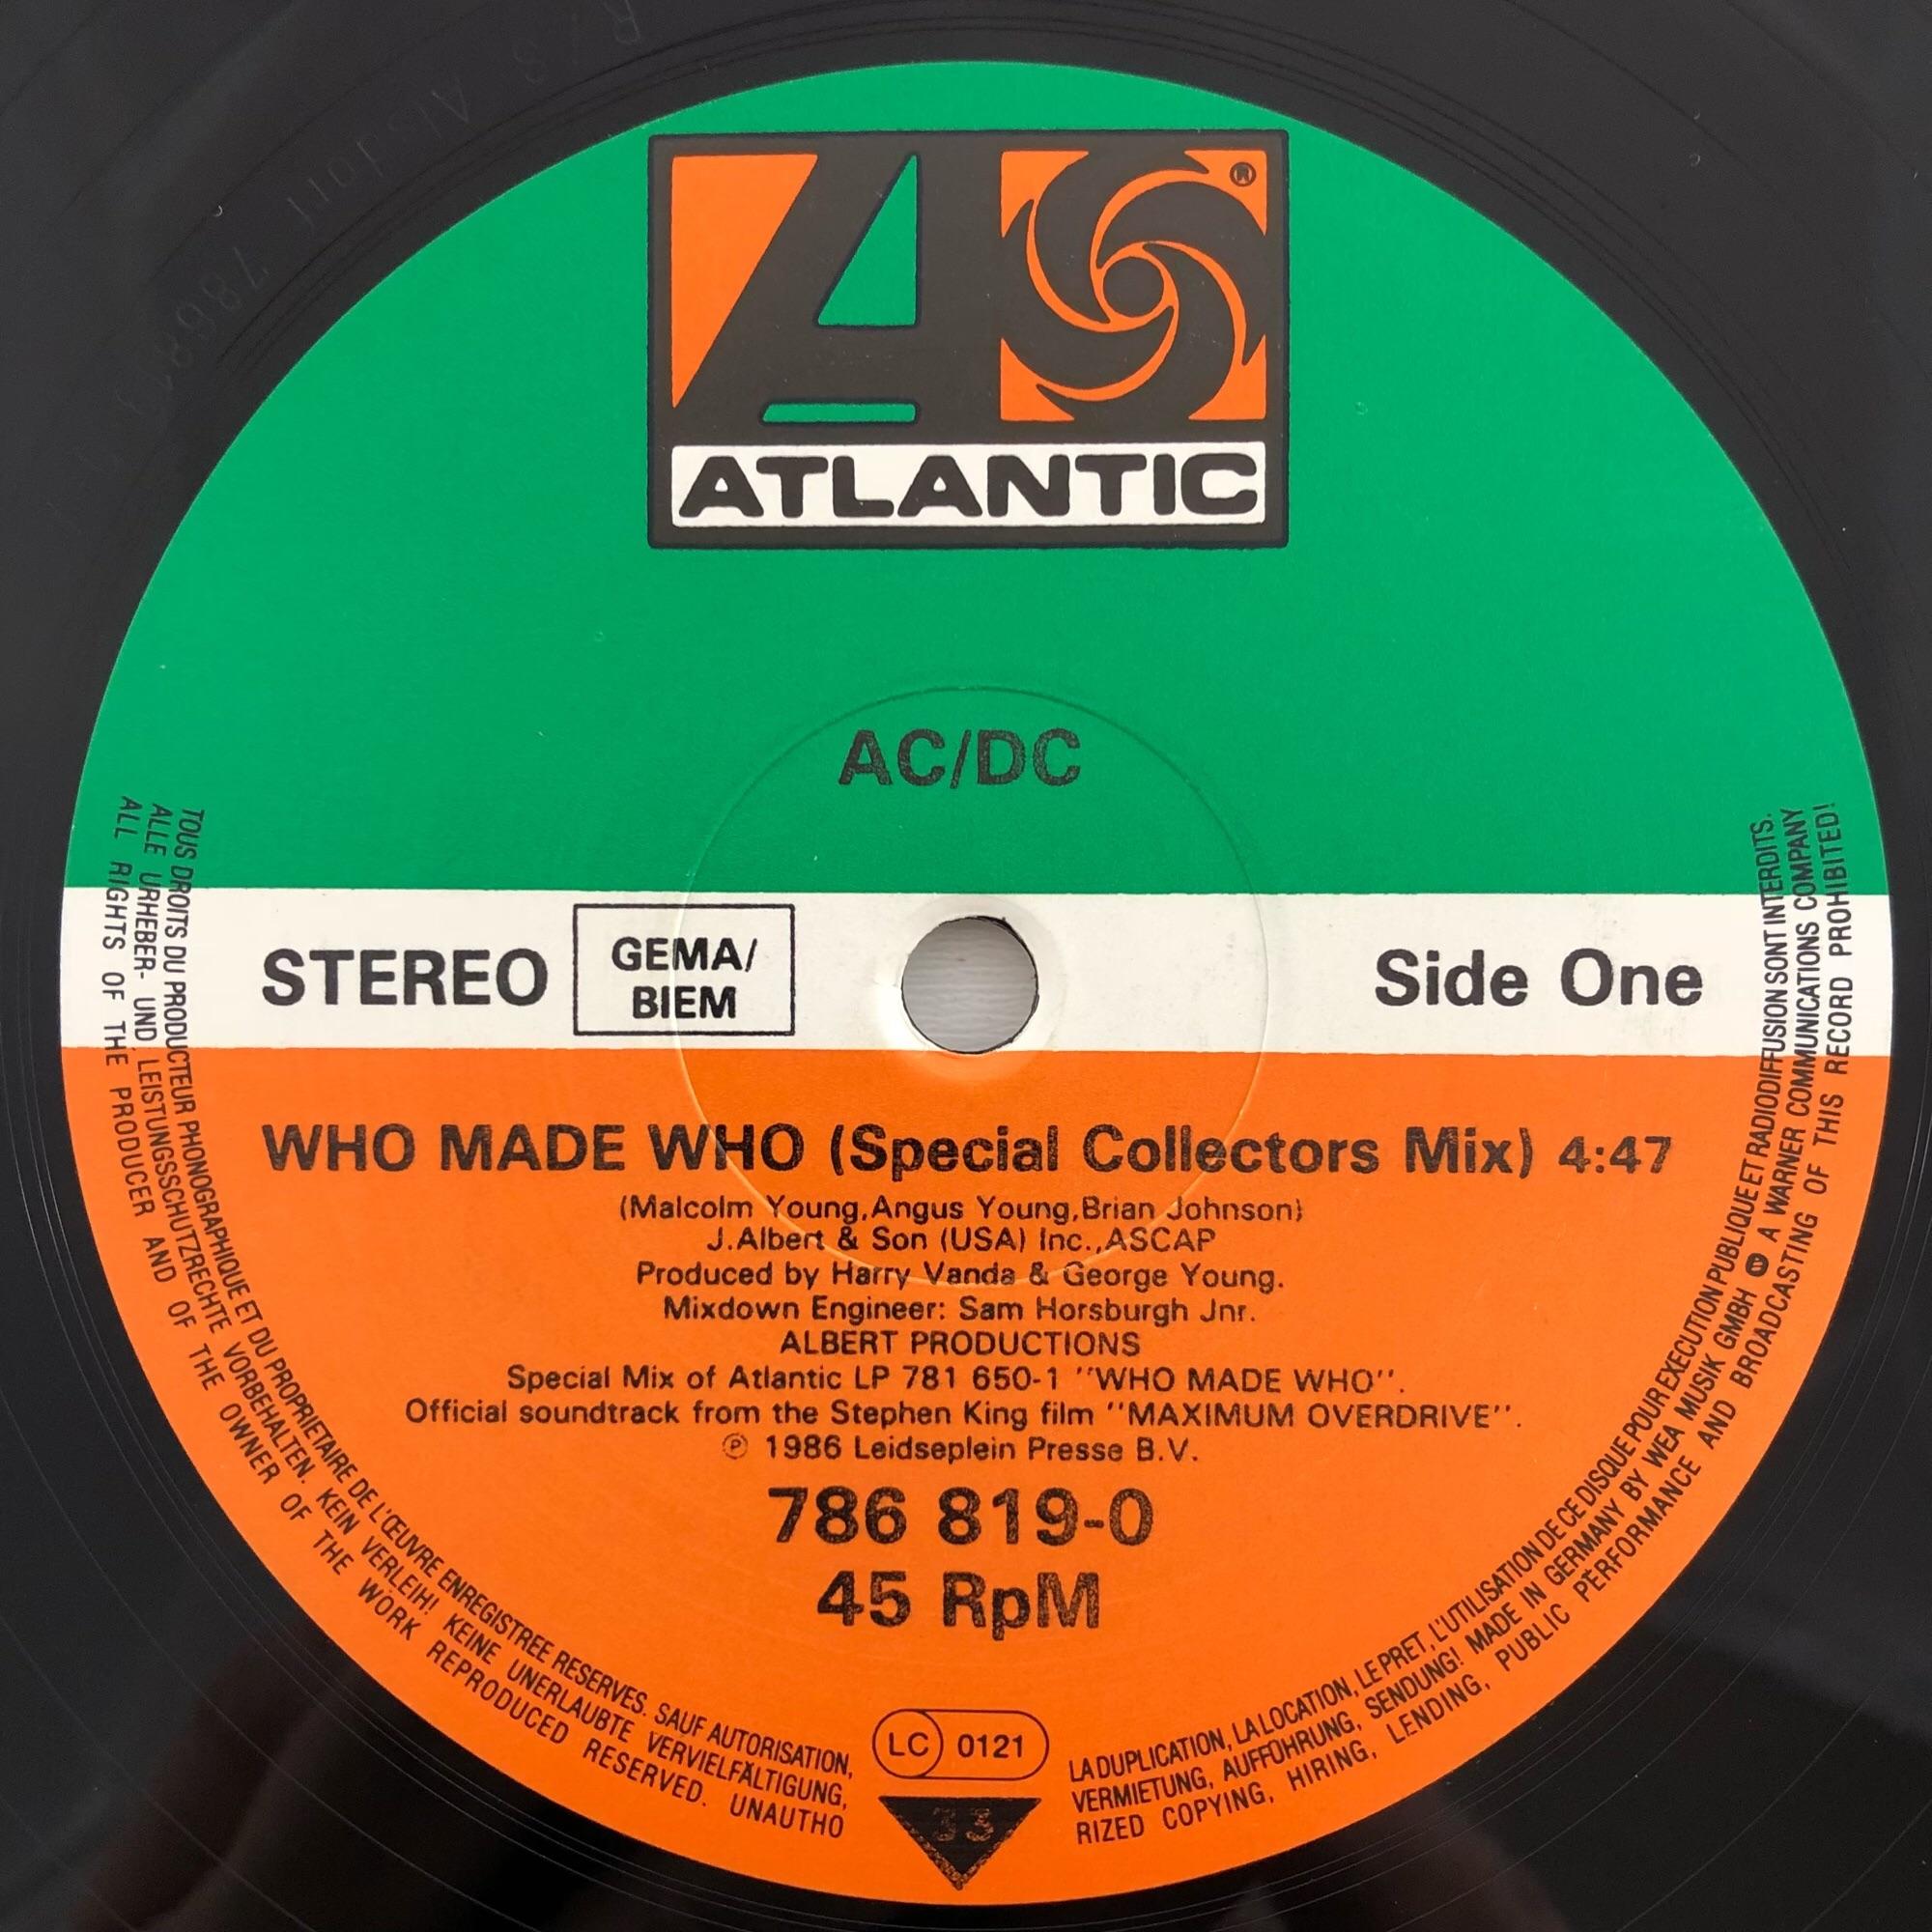 ®
ATLANTIC
AC/DC
STEREO
GEMA/
BIEM
Side One
WHO MADE WHO (Special Collectors Mix) 4:47
(Malcolm Young,Angus Young,Brian Johnson)
J.Albert & Son (USA) Inc.,ASCAP
Produced by Harry Vanda & George Young.
Mixdown Engineer: Sam Horsburgh Jnr.
ALBERT PRODUCTIONS
Special Mix of Atlantic LP 781 650-1 ''WHO MADE WHO''.
Official soundtrack from the Stephen King film ''MAXIMUM OVERDRIVE''.
℗ 1986 Leidseplein Presse B.V.
786 819-0
45 RpM
LC 0121
33
TOUS DROITS DU PRODUCTEUR PHONOGRAPHIQUE ET DU PROPRIETAIRE DE L'ŒUVRE ENREGISTREE RESERVES. SAUF AUTORISATION, LA DUPLICATION, LA LOCATION, LE PRET, L'UTILISATION DE CE DISQUE POUR EXECUTION PUBLIQUE ET RADIODIFFUSION SONT INTERDITS.
ALLE URHEBER- UND LEISTUNGSSCHUTZRECHTE VORBEHALTEN. KEIN VERLEIH! KEINE UNERLAUBTE VERVIELFÄLTIGUNG, VERMIETUNG, AUFFÜHRUNG, SENDUNG! MADE IN GERMANY BY WEA MUSIK GMBH A WARNER COMMUNICATIONS COMPANY
ALL RIGHTS OF THE PRODUCER AND OF THE OWNER OF THE WORK REPRODUCED RESERVED. UNAUTHORIZED COPYING, HIRING, LENDING, PUBLIC PERFORMANCE AND BROADCASTING OF THIS RECORD PROHIBITED!
R/S Alsdorf